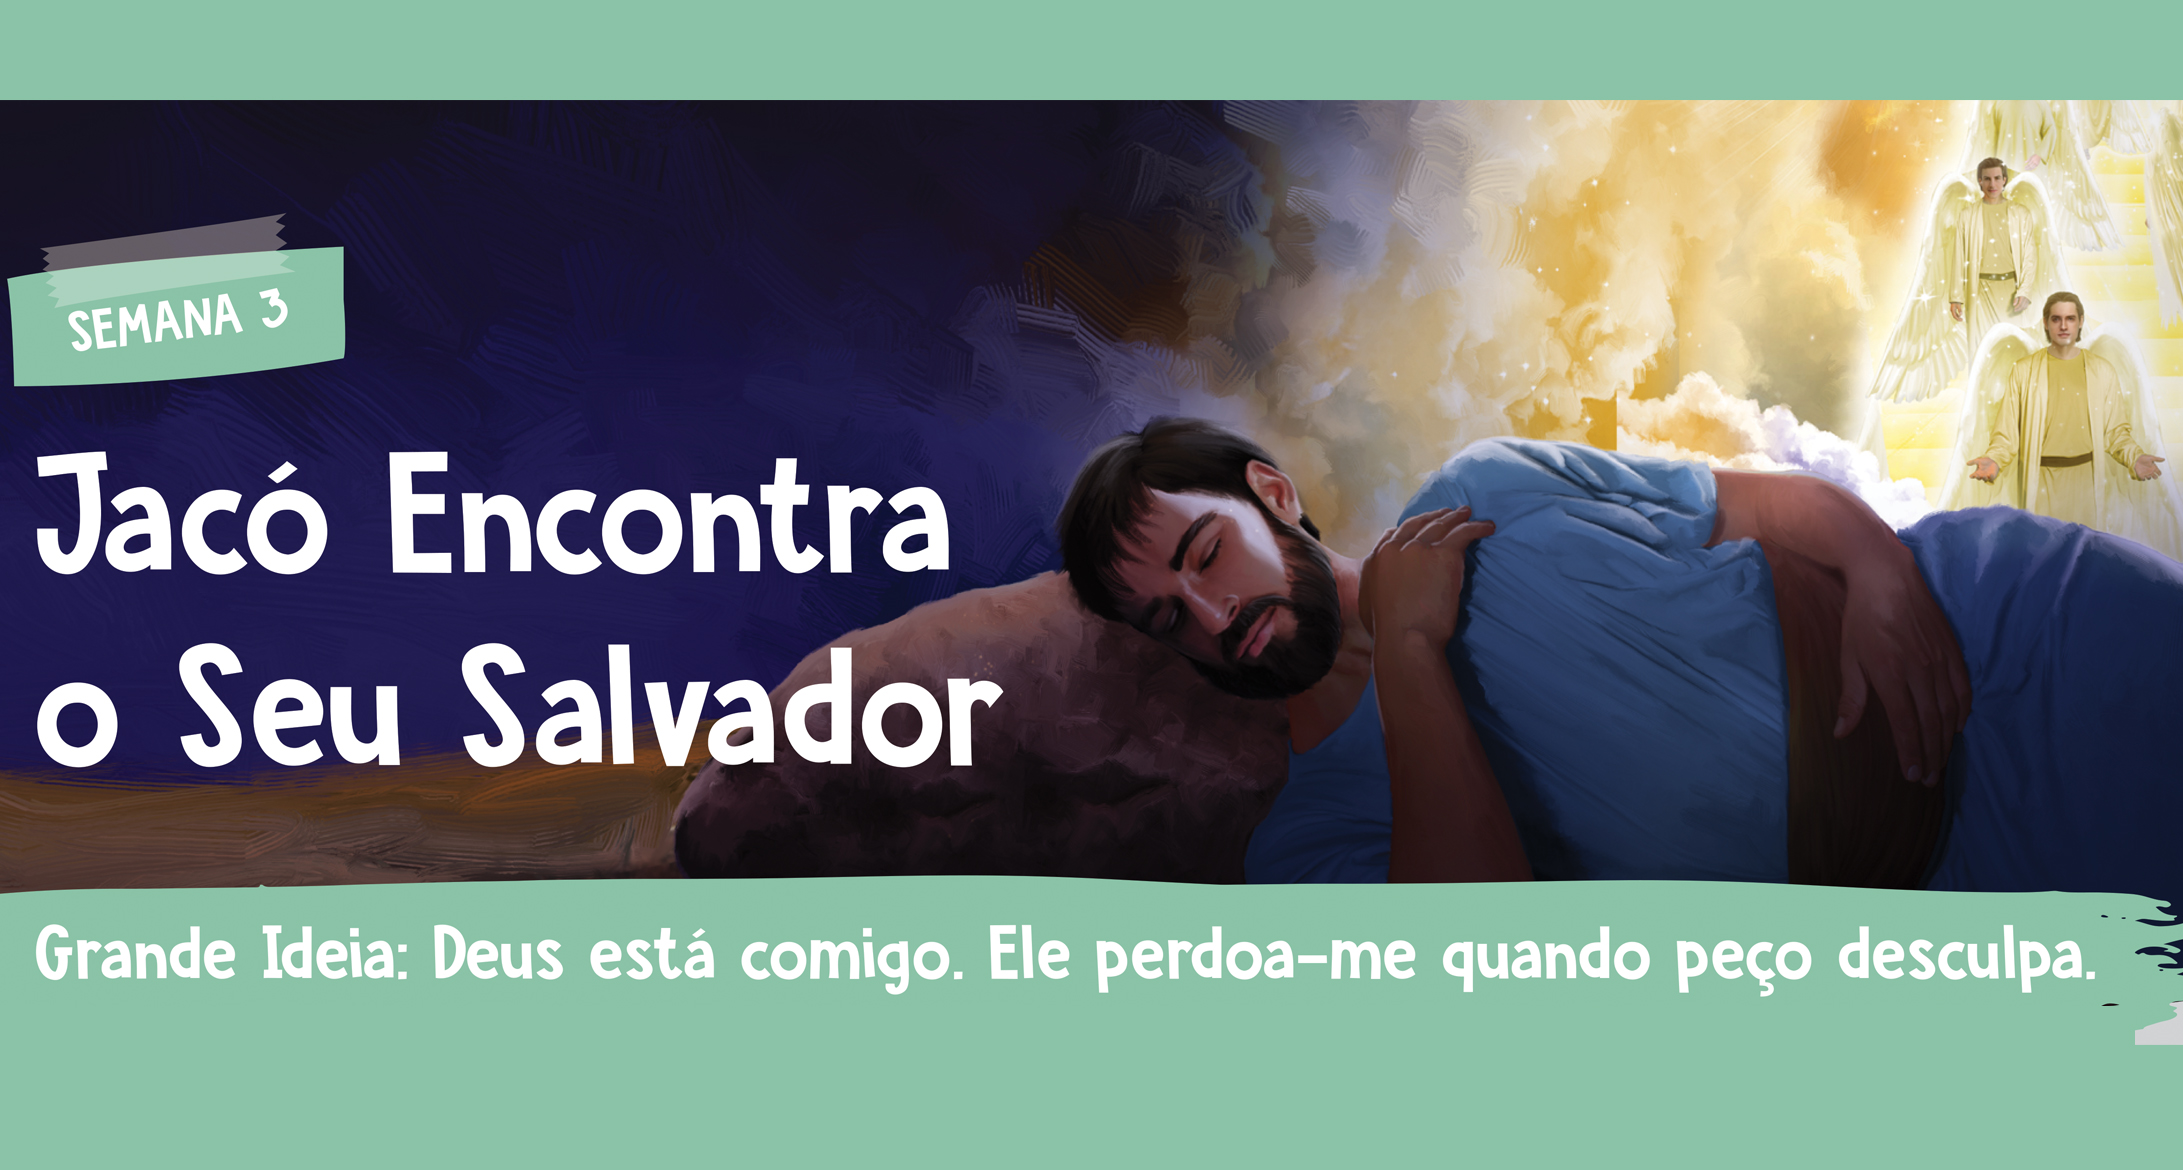 SEMANA 3
Jacó Encontra
o Seu Salvador
Grande Ideia: Deus está comigo. Ele perdoa-me quando peço desculpa.